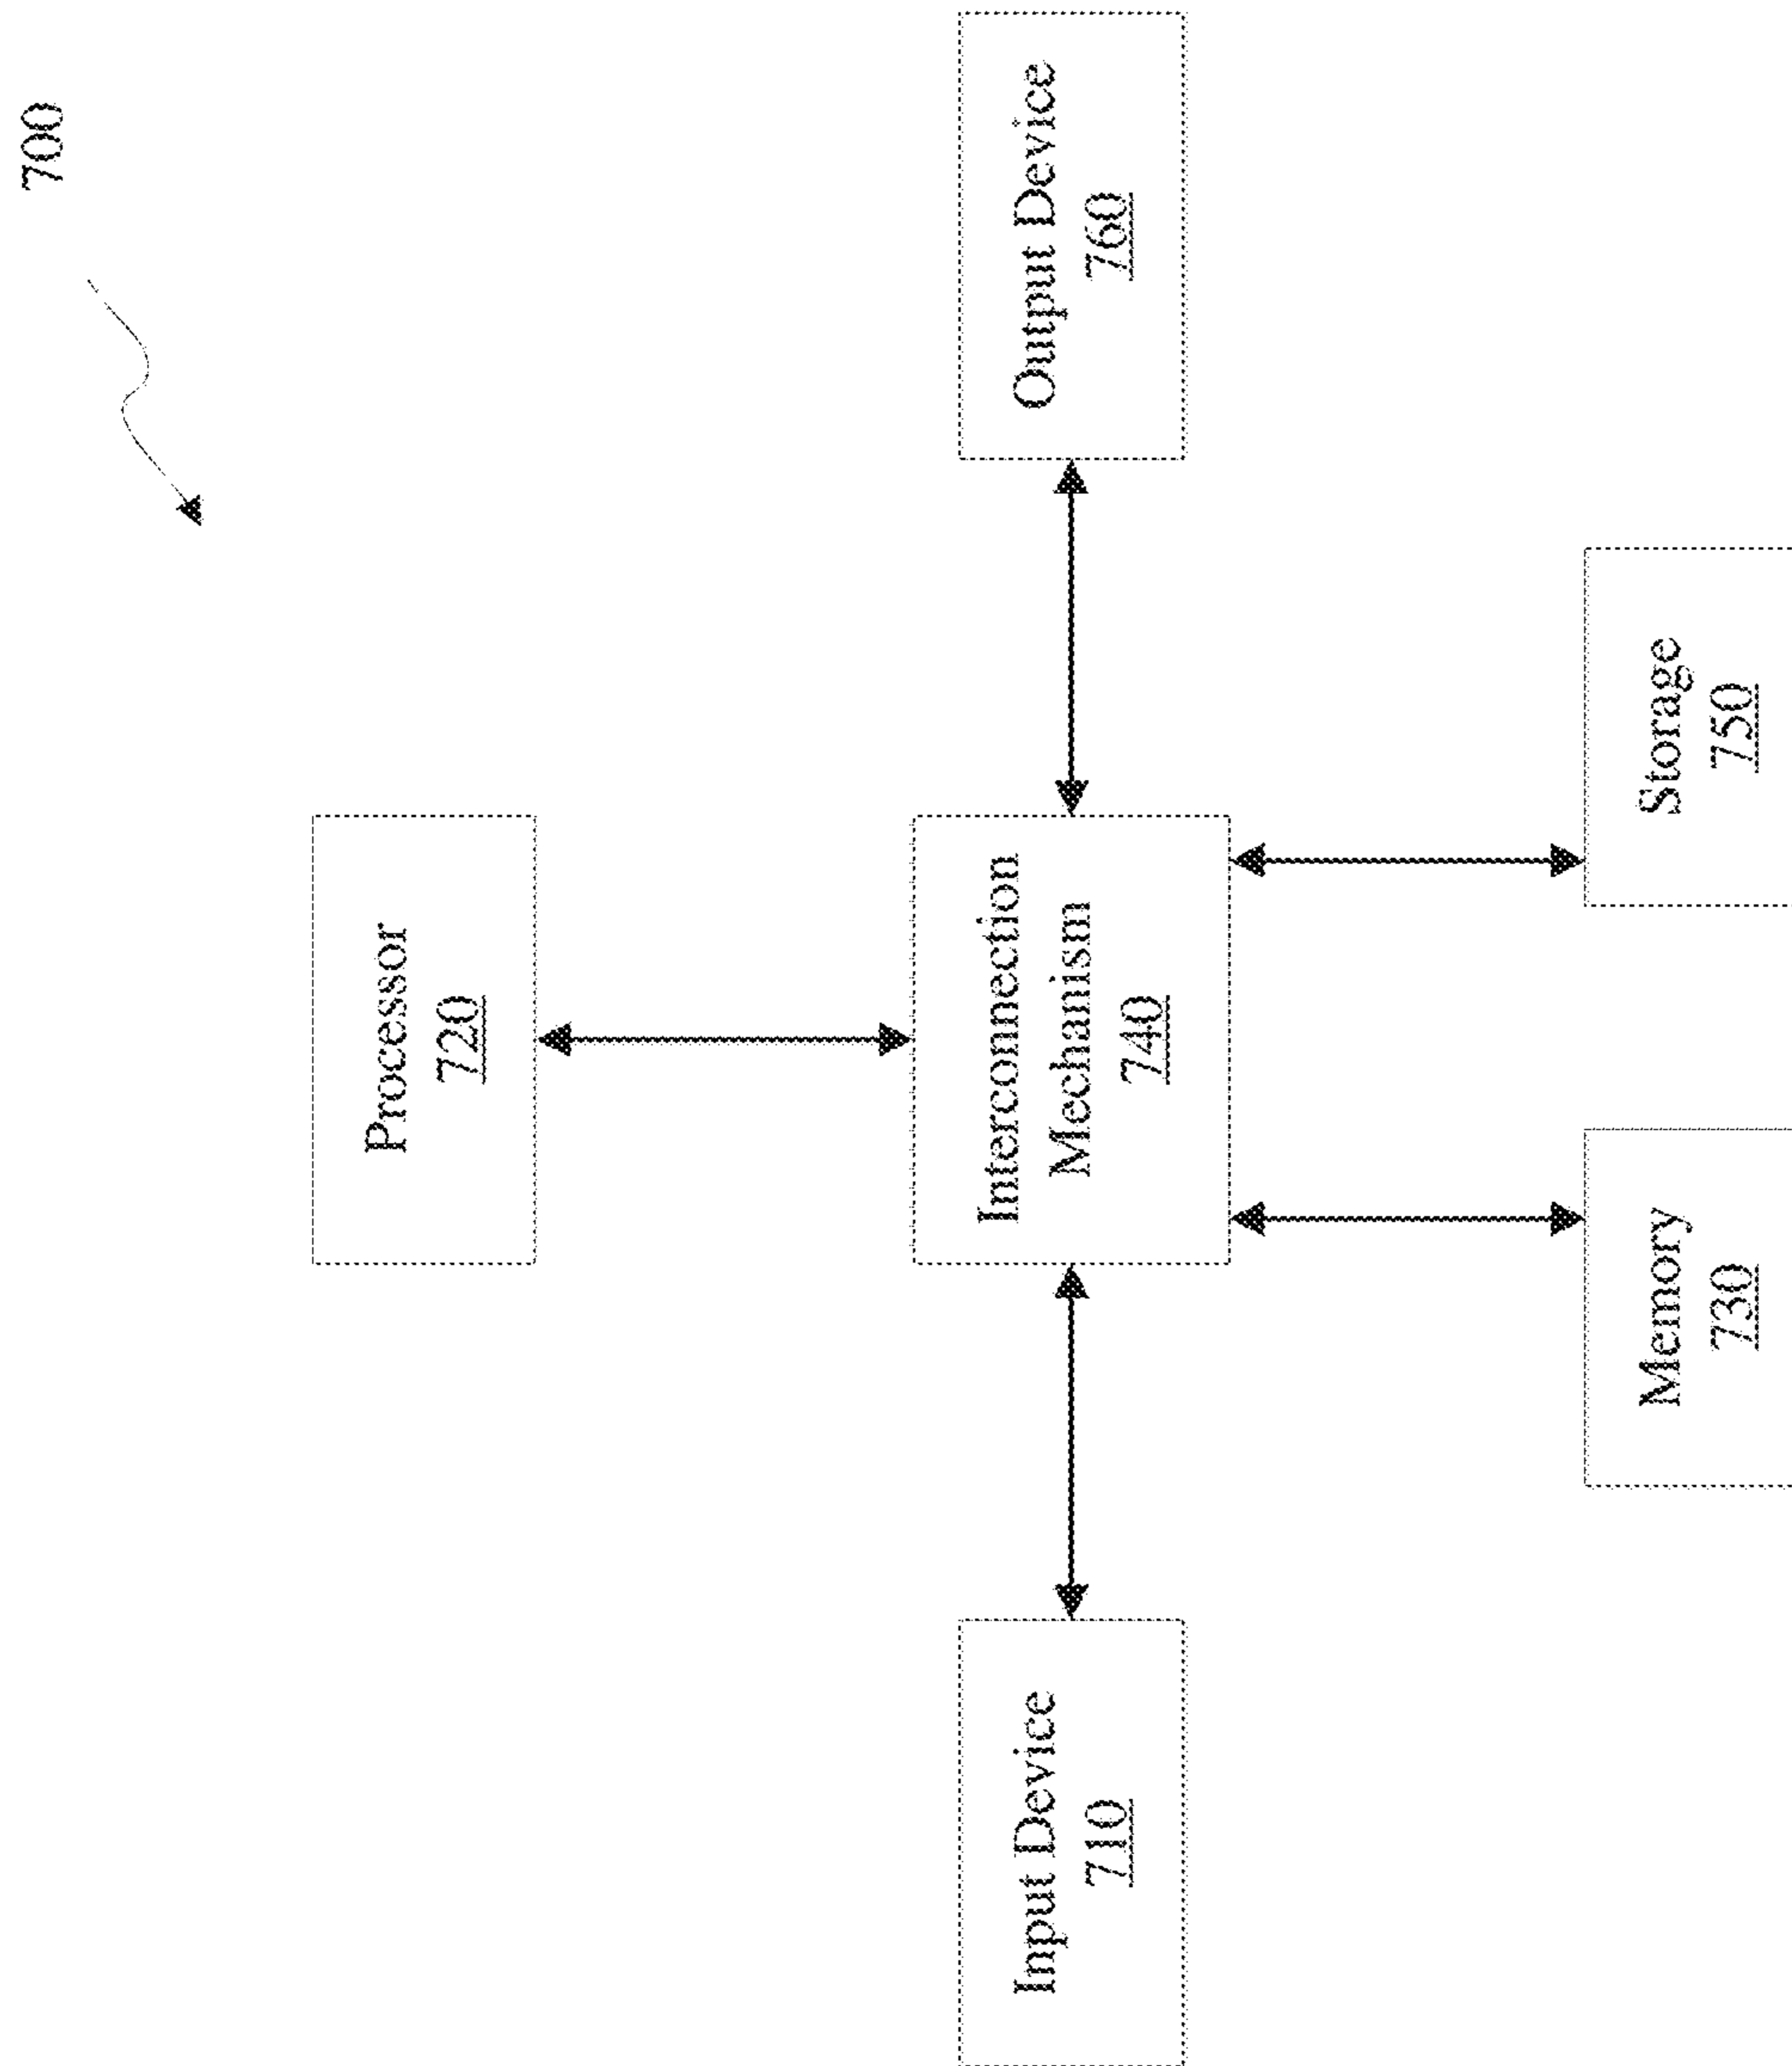 700
Processor
720
Input Device
710
Interconnection
Mechanism
740
Output Device
760
Memory
730
Storage
750